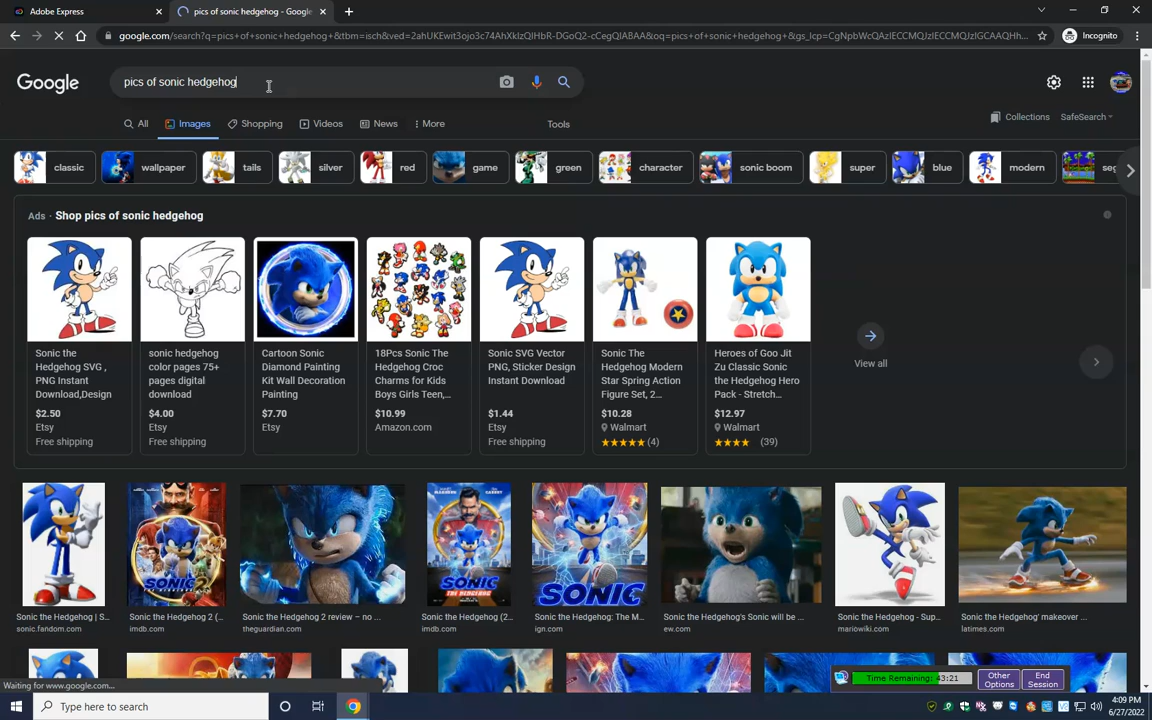 Adobe Express
pics of sonic hedgehog - Google
google.com/search?q=pics+of+sonic+hedgehog+&tbm=isch&ved=2ahUKEwit3ojo3c74AhXkIzQIHbR-DGoQ2-cCegQIABAA&oq=pics+of+sonic+hedgehog+&gs_lcp=CgNpbWcQAzIECCMQJzIECCMQJzIGCAAQHh...
Incognito
Google
pics of sonic hedgehog
All
Images
Shopping
Videos
News
More
Tools
Collections
SafeSearch
classic
wallpaper
tails
silver
red
game
green
character
sonic boom
super
blue
modern
seg
Ads · Shop pics of sonic hedgehog
Sonic the
Hedgehog SVG ,
PNG Instant
Download,Design
$2.50
Etsy
Free shipping
sonic hedgehog
color pages 75+
pages digital
download
$4.00
Etsy
Free shipping
Cartoon Sonic
Diamond Painting
Kit Wall Decoration
Painting
$7.70
Etsy
18Pcs Sonic The
Hedgehog Croc
Charms for Kids
Boys Girls Teen,...
$10.99
Amazon.com
Sonic SVG Vector
PNG, Sticker Design
Instant Download
$1.44
Etsy
Free shipping
Sonic The
Hedgehog Modern
Star Spring Action
Figure Set, 2...
$10.28
Walmart
(4)
Heroes of Goo Jit
Zu Classic Sonic
the Hedgehog Hero
Pack - Stretch...
$12.97
Walmart
(39)
View all
SONIC 2
SONIC
SONIC
Sonic the Hedgehog | S...
sonic.fandom.com
Sonic the Hedgehog 2 (...
imdb.com
Sonic the Hedgehog 2 review – no ...
theguardian.com
Sonic the Hedgehog (2...
imdb.com
Sonic the Hedgehog: The M...
ign.com
Sonic the Hedgehog's Sonic will be ...
ew.com
Sonic the Hedgehog - Sup...
mariowiki.com
Sonic the Hedgehog' makeover ...
latimes.com
Waiting for www.google.com...
Time Remaining: 43:21
Other
Options
End
Session
Type here to search
4:09 PM
6/27/2022